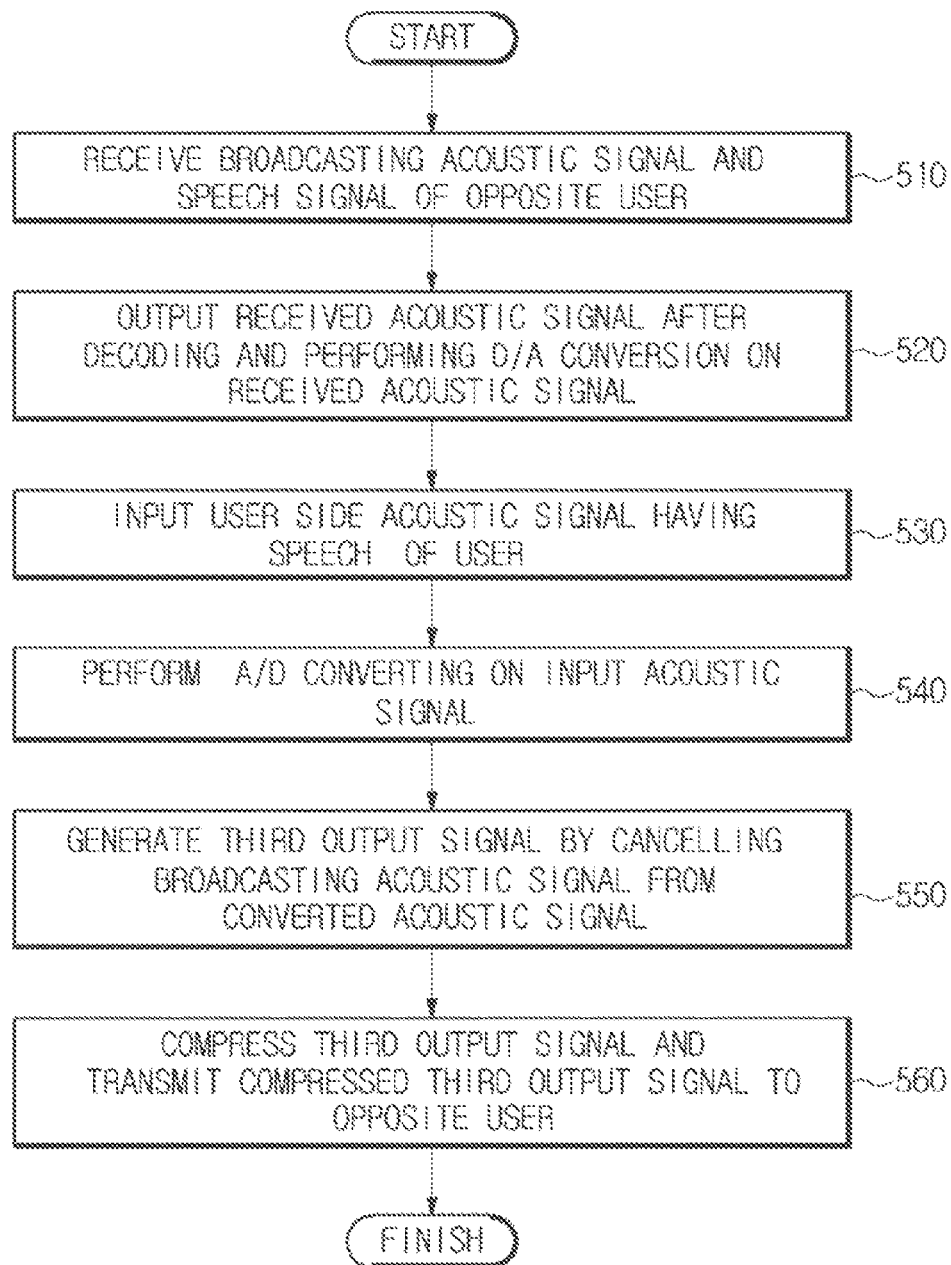 START
RECEIVE BROADCASTING ACOUSTIC SIGNAL AND
SPEECH SIGNAL OF OPPOSITE USER
510
OUTPUT RECEIVED ACOUSTIC SIGNAL AFTER
DECODING AND PERFORMING D/A CONVERSION ON
RECEIVED ACOUSTIC SIGNAL
520
INPUT USER SIDE ACOUSTIC SIGNAL HAVING
SPEECH OF USER
530
PERFORM A/D CONVERTING ON INPUT ACOUSTIC
SIGNAL
540
GENERATE THIRD OUTPUT SIGNAL BY CANCELLING
BROADCASTING ACOUSTIC SIGNAL FROM
CONVERTED ACOUSTIC SIGNAL
550
COMPRESS THIRD OUTPUT SIGNAL AND
TRANSMIT COMPRESSED THIRD OUTPUT SIGNAL TO
OPPOSITE USER
560
FINISH